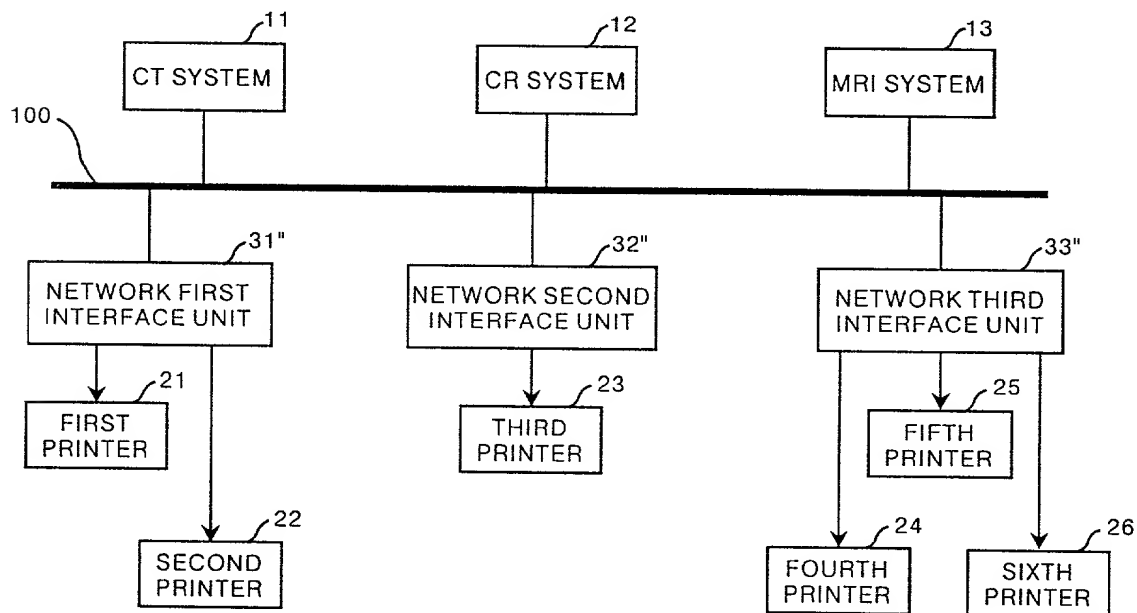 11
CT SYSTEM
12
CR SYSTEM
13
MRI SYSTEM
100
31"
NETWORK FIRST
INTERFACE UNIT
32"
NETWORK SECOND
INTERFACE UNIT
33"
NETWORK THIRD
INTERFACE UNIT
21
FIRST
PRINTER
23
THIRD
PRINTER
25
FIFTH
PRINTER
22
SECOND
PRINTER
24
FOURTH
PRINTER
26
SIXTH
PRINTER